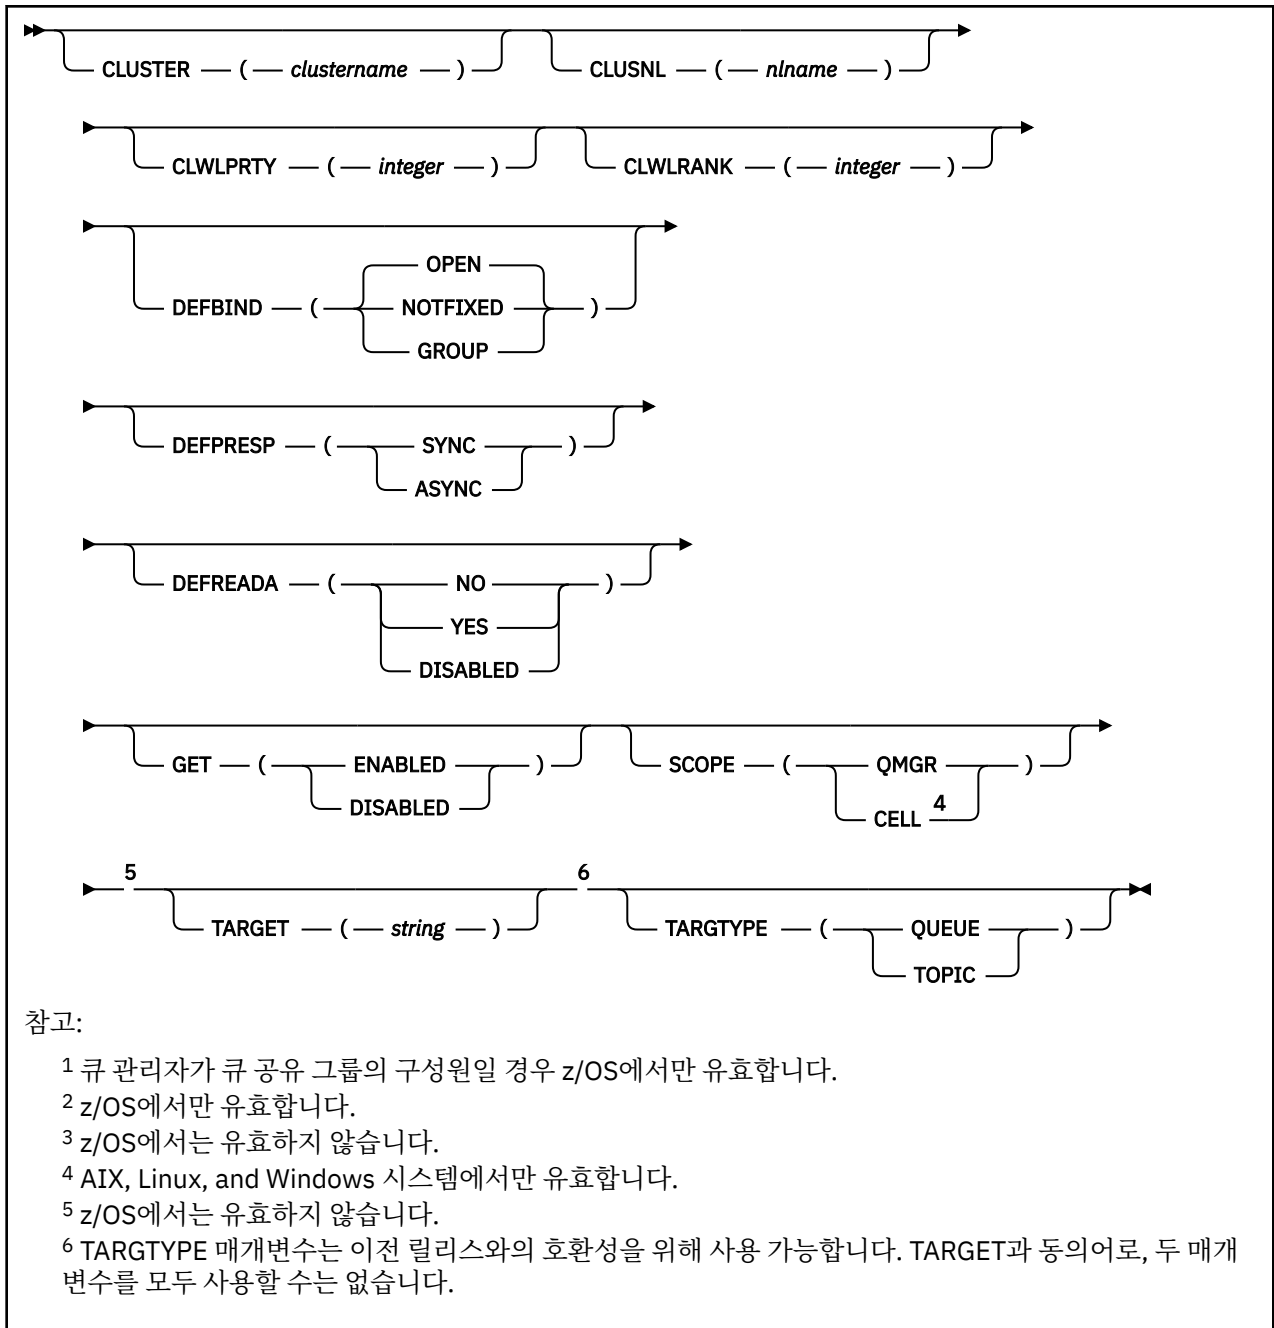 CLUSTER ( clustername ) CLUSNL ( nlname )
CLWLPRTY ( integer ) CLWLRANK ( integer )
OPEN
DEFBIND ( NOTFIXED )
GROUP
DEFPRESP ( SYNC )
ASYNC
DEFREADA ( NO )
YES
DISABLED
GET ( ENABLED ) SCOPE ( QMGR )
DISABLED CELL 4
5 6
TARGET ( string ) TARGTYPE ( QUEUE )
TOPIC
참고:
1 큐 관리자가 큐 공유 그룹의 구성원일 경우 z/OS에서만 유효합니다.
2 z/OS에서만 유효합니다.
3 z/OS에서는 유효하지 않습니다.
4 AIX, Linux, and Windows 시스템에서만 유효합니다.
5 z/OS에서는 유효하지 않습니다.
6 TARGTYPE 매개변수는 이전 릴리스와의 호환성을 위해 사용 가능합니다. TARGET과 동의어로, 두 매개
변수를 모두 사용할 수는 없습니다.